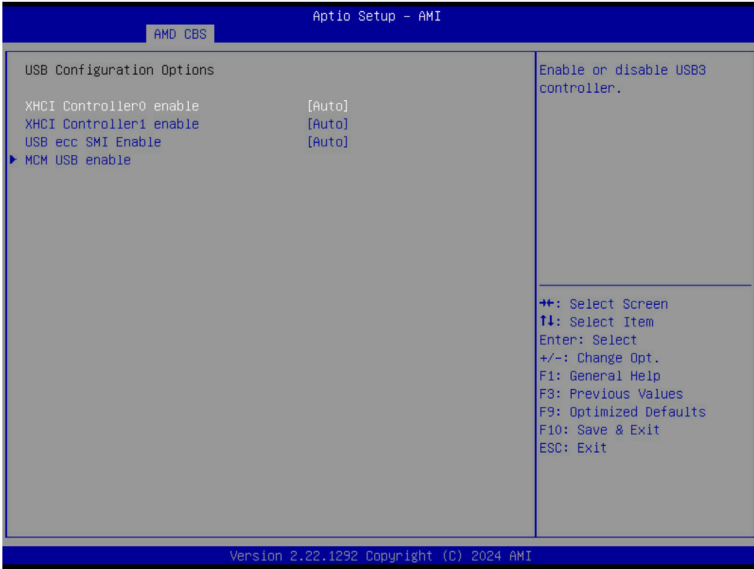 Aptio Setup – AMI
AMD CBS
USB Configuration Options
XHCI Controller0 enable [Auto]
XHCI Controller1 enable [Auto]
USB ecc SMI Enable [Auto]
MCM USB enable
Enable or disable USB3
controller.
→←: Select Screen
↑↓: Select Item
Enter: Select
+/-: Change Opt.
F1: General Help
F3: Previous Values
F9: Optimized Defaults
F10: Save & Exit
ESC: Exit
Version 2.22.1292 Copyright (C) 2024 AMI